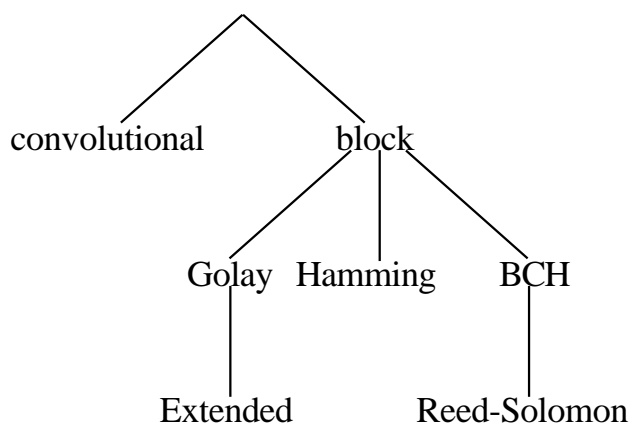 convolutional block
Golay Hamming BCH
Extended Reed-Solomon